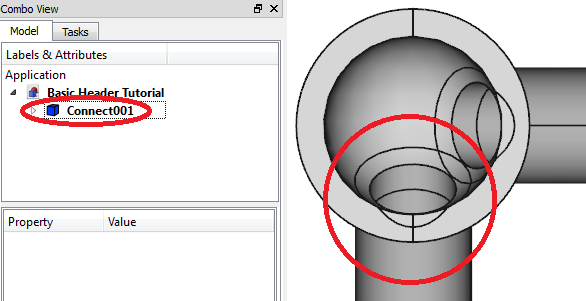 Combo View
Model Tasks
Labels & Attributes
Application
Basic Header Tutorial
Connect001
Property Value